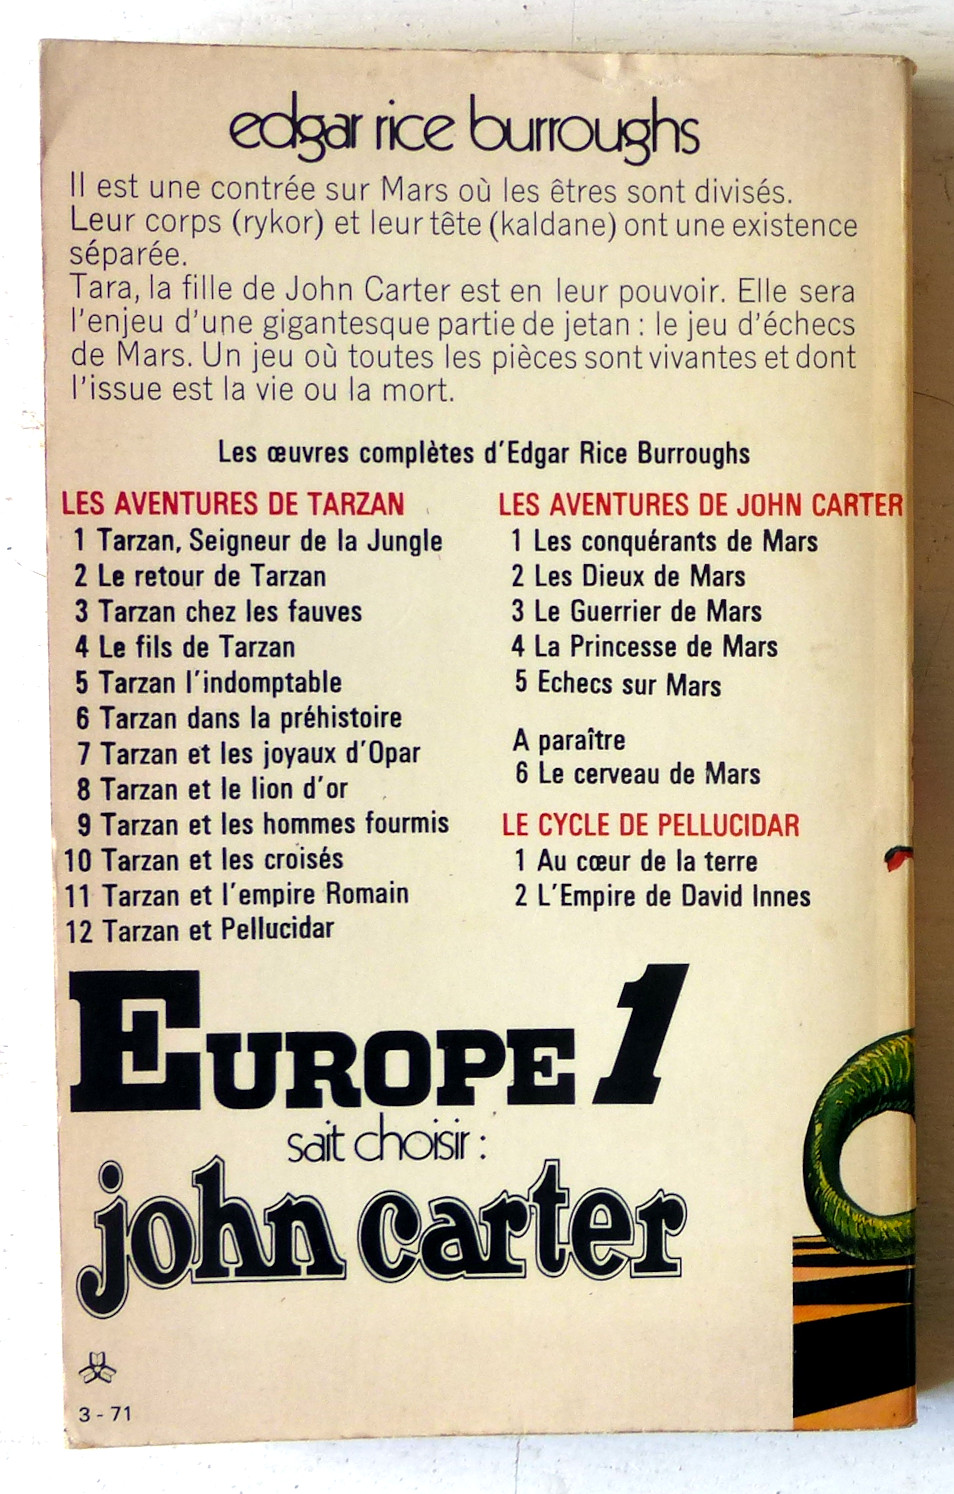 edgar rice burroughs
Il est une contrée sur Mars où les êtres sont divisés.
Leur corps (rykor) et leur tête (kaldane) ont une existence
séparée.
Tara, la fille de John Carter est en leur pouvoir. Elle sera
l'enjeu d'une gigantesque partie de jetan : le jeu d'échecs
de Mars. Un jeu où toutes les pièces sont vivantes et dont
l'issue est la vie ou la mort.
Les œuvres complètes d'Edgar Rice Burroughs
LES AVENTURES DE TARZAN
1 Tarzan, Seigneur de la Jungle
2 Le retour de Tarzan
3 Tarzan chez les fauves
4 Le fils de Tarzan
5 Tarzan l'indomptable
6 Tarzan dans la préhistoire
7 Tarzan et les joyaux d'Opar
8 Tarzan et le lion d'or
9 Tarzan et les hommes fourmis
10 Tarzan et les croisés
11 Tarzan et l'empire Romain
12 Tarzan et Pellucidar
LES AVENTURES DE JOHN CARTER
1 Les conquérants de Mars
2 Les Dieux de Mars
3 Le Guerrier de Mars
4 La Princesse de Mars
5 Echecs sur Mars
A paraître
6 Le cerveau de Mars
LE CYCLE DE PELLUCIDAR
1 Au cœur de la terre
2 L'Empire de David Innes
EUROPE 1
sait choisir :
john carter
3 - 71